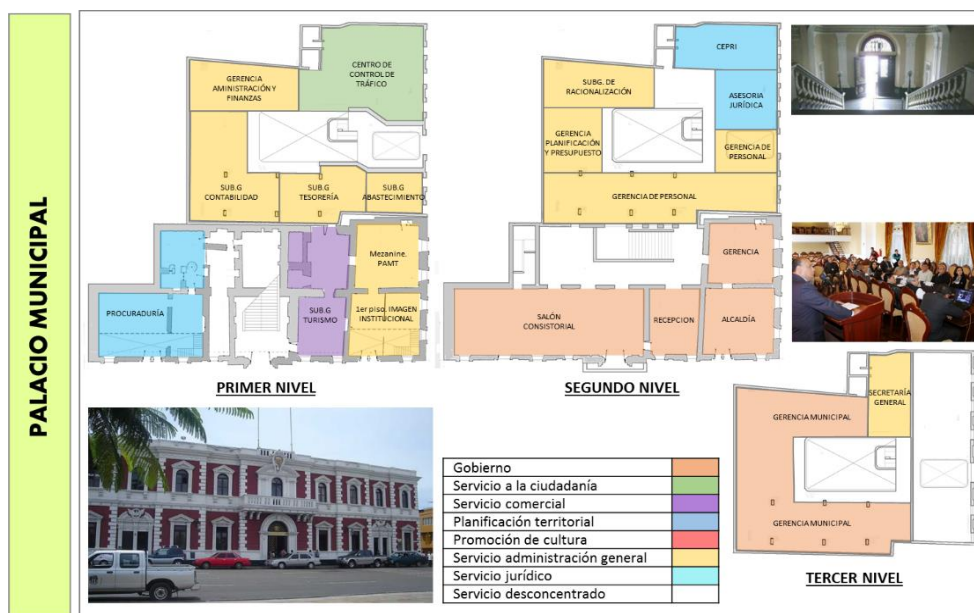 PALACIO MUNICIPAL
GERENCIA
AMINISTRACIÓN Y
FINANZAS
CENTRO DE
CONTROL DE
TRÁFICO
SUB.G
CONTABILIDAD
SUB.G
TESORERÍA
SUB.G
ABASTECIMIENTO
PROCURADURÍA
SUB.G
TURISMO
Mezanine.
PAMT
1er piso. IMAGEN
INSTITUCIONAL
PRIMER NIVEL
CEPRI
SUBG. DE
RACIONALIZACIÓN
ASESORIA
JURÍDICA
GERENCIA
PLANIFICACIÓN
Y PRESUPUESTO
GERENCIA DE
PERSONAL
GERENCIA DE PERSONAL
GERENCIA
SALÓN
CONSISTORIAL
RECEPCION
ALCALDÍA
SEGUNDO NIVEL
SECRETARÍA
GENERAL
GERENCIA MUNICIPAL
GERENCIA MUNICIPAL
TERCER NIVEL
Gobierno
Servicio a la ciudadanía
Servicio comercial
Planificación territorial
Promoción de cultura
Servicio administración general
Servicio jurídico
Servicio desconcentrado